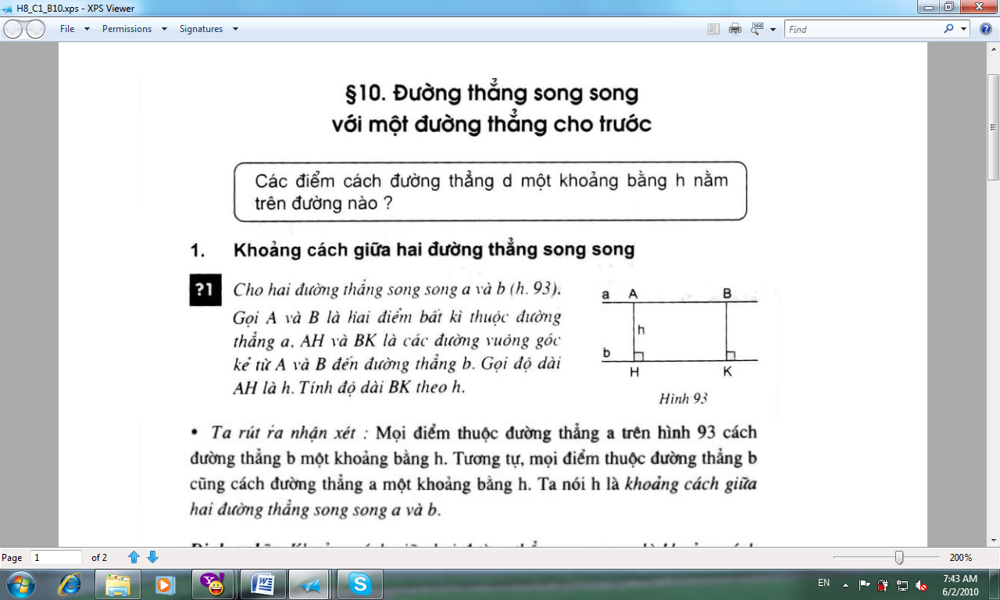 H8_C1_B10.xps - XPS Viewer
File Permissions Signatures Find
§10. Đường thẳng song song
với một đường thẳng cho trước
Các điểm cách đường thẳng d một khoảng bằng h nằm
trên đường nào ?
1. Khoảng cách giữa hai đường thẳng song song
?1 Cho hai đường thẳng song song a và b (h. 93).
Gọi A và B là hai điểm bất kì thuộc đường
thẳng a. AH và BK là các đường vuông góc
kẻ từ A và B đến đường thẳng b. Gọi độ dài
AH là h. Tính độ dài BK theo h.
a A B
h
b
H K
Hình 93
• Ta rút ra nhận xét : Mọi điểm thuộc đường thẳng a trên hình 93 cách
đường thẳng b một khoảng bằng h. Tương tự, mọi điểm thuộc đường thẳng b
cũng cách đường thẳng a một khoảng bằng h. Ta nói h là khoảng cách giữa
hai đường thẳng song song a và b.
Page 1 of 2 200%
EN 7:43 AM
6/2/2010